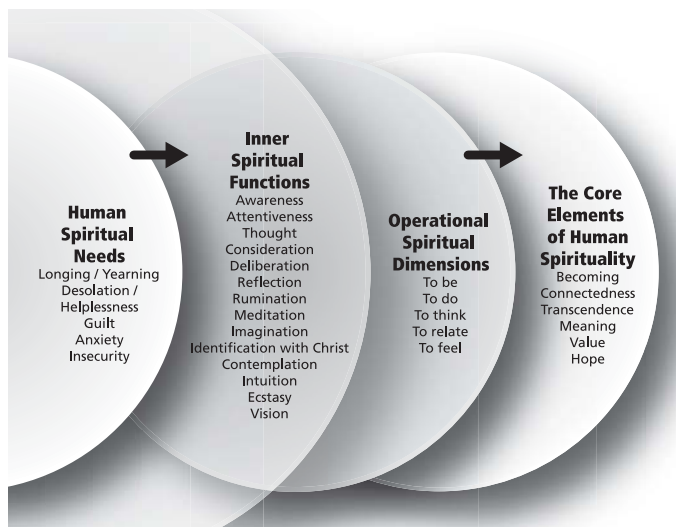 Human
Spiritual
Needs
Longing / Yearning
Desolation /
Helplessness
Guilt
Anxiety
Insecurity
Inner
Spiritual
Functions
Awareness
Attentiveness
Thought
Consideration
Deliberation
Reflection
Rumination
Meditation
Imagination
Identification with Christ
Contemplation
Intuition
Ecstasy
Vision
Operational
Spiritual
Dimensions
To be
To do
To think
To relate
To feel
The Core
Elements
of Human
Spirituality
Becoming
Connectedness
Transcendence
Meaning
Value
Hope